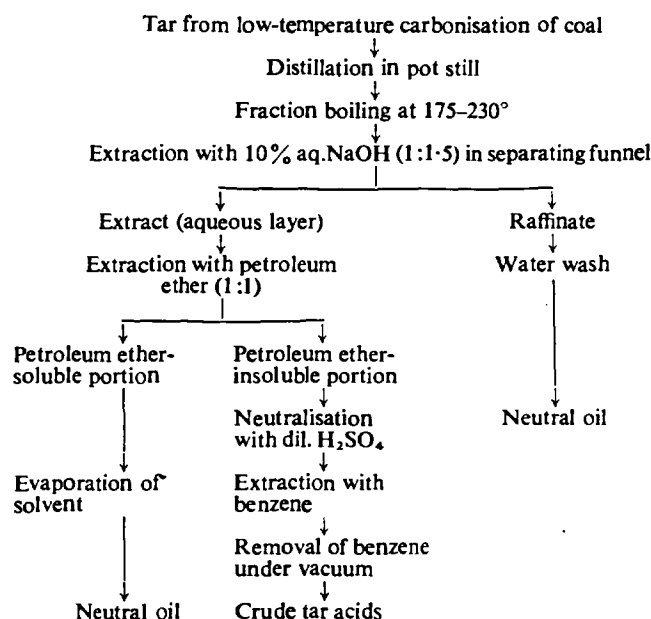 Tar from low-temperature carbonisation of coal
Distillation in pot still
Fraction boiling at 175–230°
Extraction with 10% aq.NaOH (1:1·5) in separating funnel
Extract (aqueous layer)
Raffinate
Extraction with petroleum
ether (1:1)
Water wash
Petroleum ether-
soluble portion
Petroleum ether-
insoluble portion
Neutralisation
with dil. H₂SO₄
Neutral oil
Evaporation of
solvent
Extraction with
benzene
Removal of benzene
under vacuum
Neutral oil
Crude tar acids